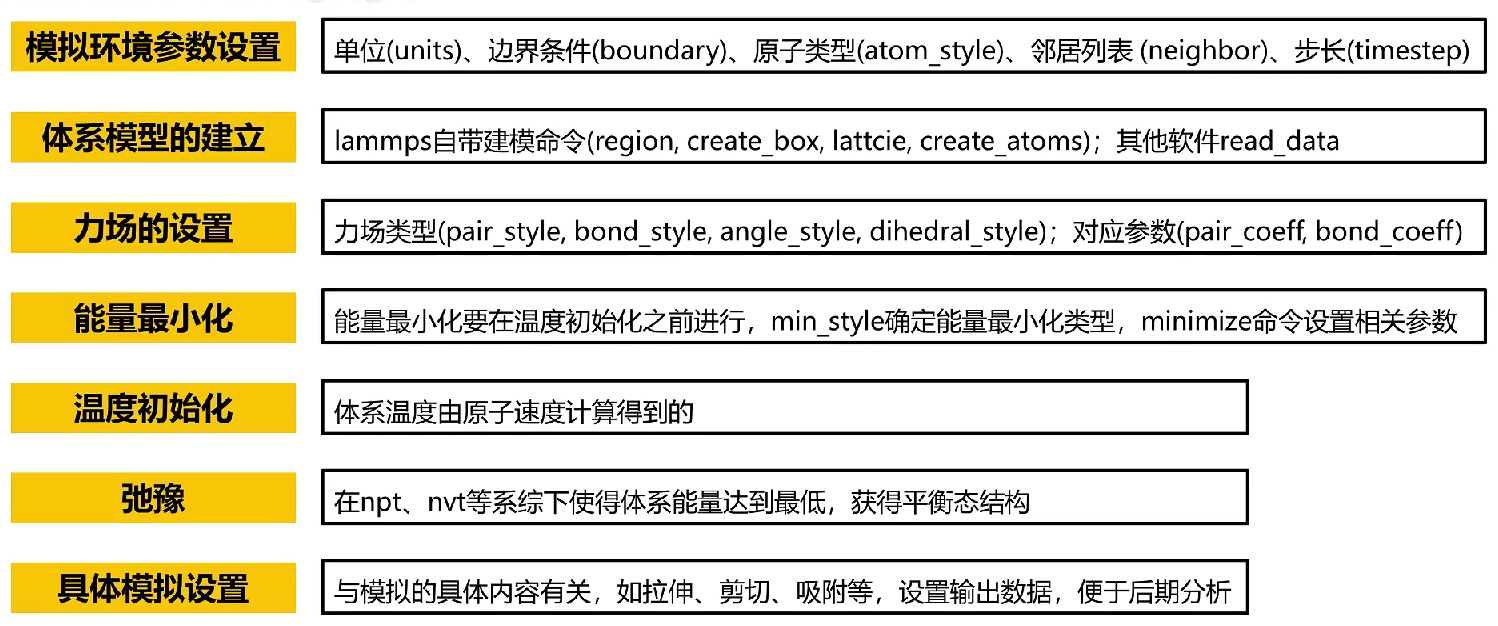 模拟环境参数设置
单位(units)、边界条件(boundary)、原子类型(atom_style)、邻居列表 (neighbor)、步长(timestep)
体系模型的建立
lammps自带建模命令(region, create_box, lattcie, create_atoms)；其他软件read_data
力场的设置
力场类型(pair_style, bond_style, angle_style, dihedral_style)；对应参数(pair_coeff, bond_coeff)
能量最小化
能量最小化要在温度初始化之前进行，min_style确定能量最小化类型，minimize命令设置相关参数
温度初始化
体系温度由原子速度计算得到的
弛豫
在npt、nvt等系综下使得体系能量达到最低，获得平衡态结构
具体模拟设置
与模拟的具体内容有关，如拉伸、剪切、吸附等，设置输出数据，便于后期分析